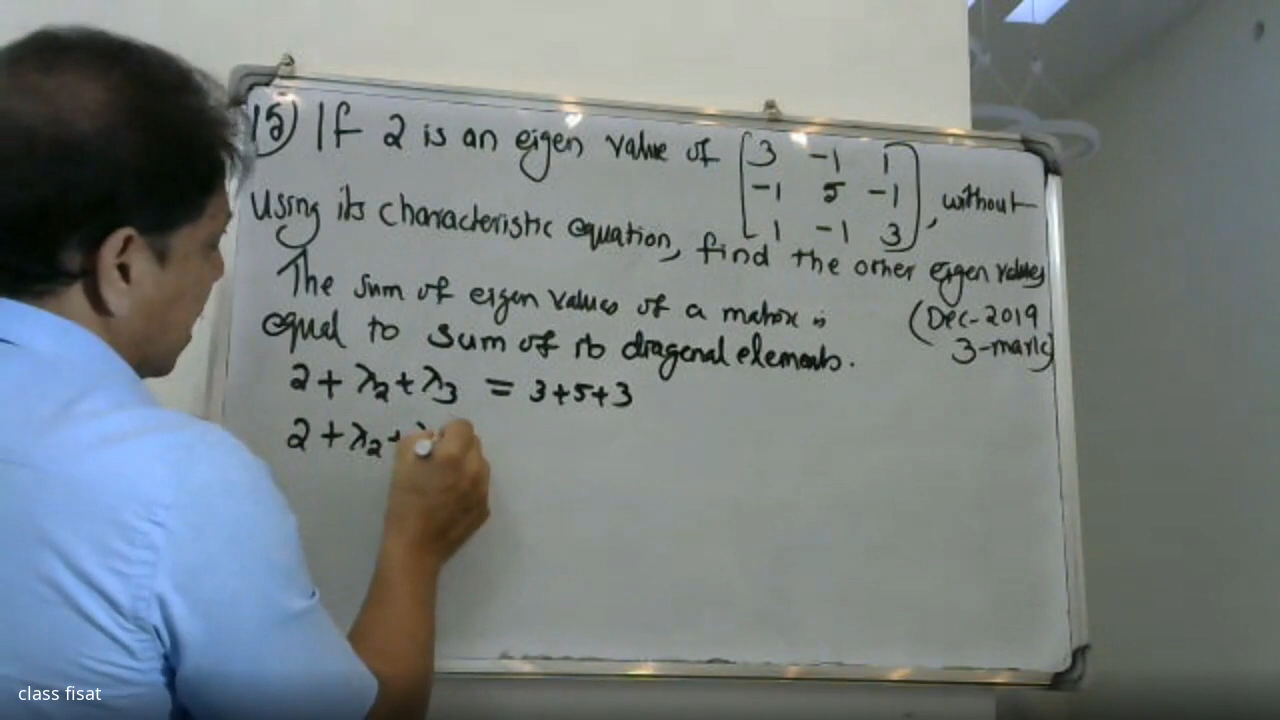 15) If 2 is an eigen value of [3 -1 1
-1 5 -1
1 -1 3], without
using its characteristic equation, find the other eigen values
(Dec-2019
3-mark)
The sum of eigen values of a matrix is
equal to sum of its diagonal elements.
2 + λ2 + λ3 = 3+5+3
2 + λ2 +
class fisat